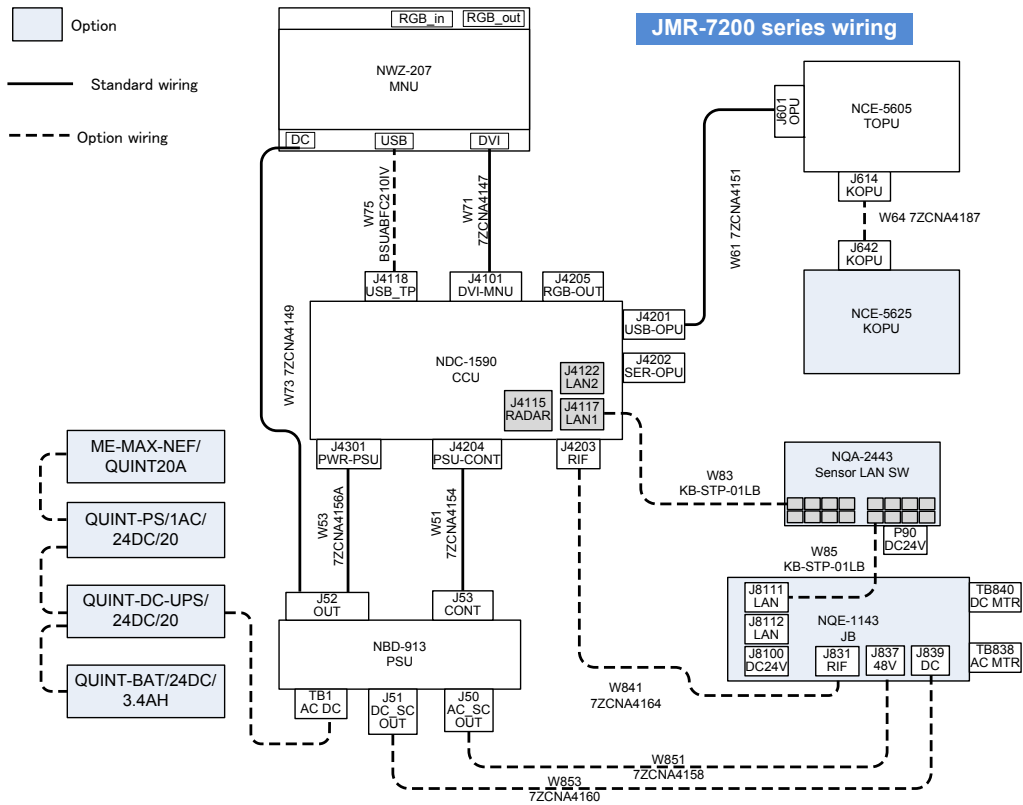 Option
Standard wiring
Option wiring
JMR-7200 series wiring
RGB_in
RGB_out
NWZ-207
MNU
DC
USB
DVI
W75
BSUABFC210IV
W71
7ZCNA4147
W73 7ZCNA4149
W61 7ZCNA4151
J601
OPU
NCE-5605
TOPU
J614
KOPU
W64 7ZCNA4187
J642
KOPU
NCE-5625
KOPU
J4118
USB_TP
J4101
DVI-MNU
J4205
RGB-OUT
J4201
USB-OPU
J4202
SER-OPU
NDC-1590
CCU
J4122
LAN2
J4115
RADAR
J4117
LAN1
J4301
PWR-PSU
J4204
PSU-CONT
J4203
RIF
W53
7ZCNA4156A
W51
7ZCNA4154
W83
KB-STP-01LB
NQA-2443
Sensor LAN SW
P90
DC24V
W85
KB-STP-01LB
ME-MAX-NEF/
QUINT20A
QUINT-PS/1AC/
24DC/20
QUINT-DC-UPS/
24DC/20
QUINT-BAT/24DC/
3.4AH
J52
OUT
J53
CONT
NBD-913
PSU
TB1
AC DC
J51
DC_SC
OUT
J50
AC_SC
OUT
J8111
LAN
J8112
LAN
J8100
DC24V
NQE-1143
JB
J831
RIF
J837
48V
J839
DC
TB840
DC MTR
TB838
AC MTR
W841
7ZCNA4164
W851
7ZCNA4158
W853
7ZCNA4160